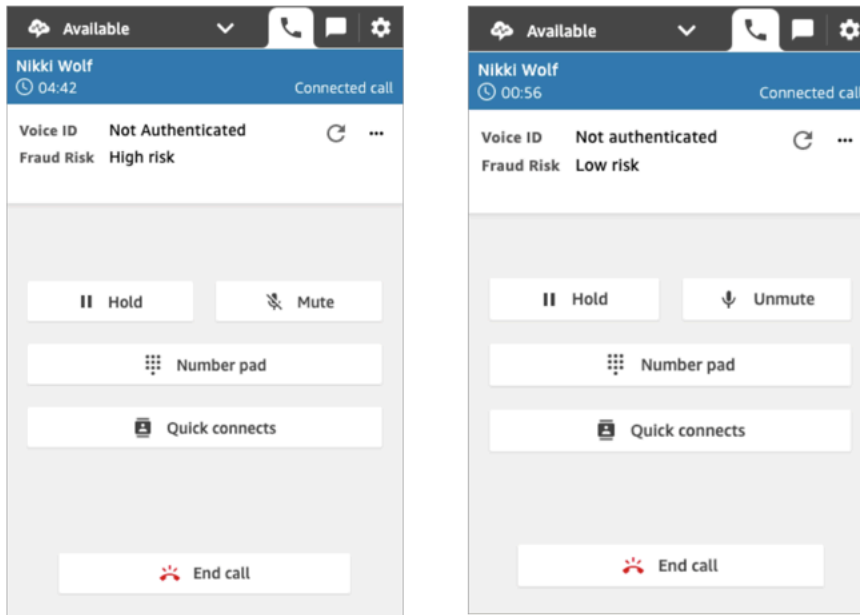 Available
Nikki Wolf
04:42 Connected call
Voice ID Not Authenticated
Fraud Risk High risk
Hold Mute
Number pad
Quick connects
End call
Available
Nikki Wolf
00:56 Connected call
Voice ID Not authenticated
Fraud Risk Low risk
Hold Unmute
Number pad
Quick connects
End call